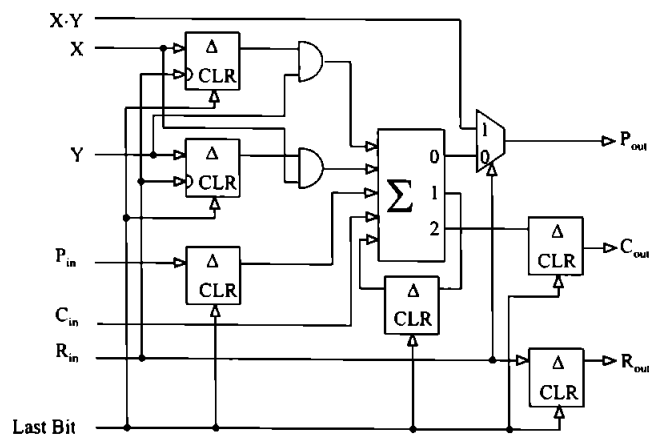 X·Y
X
Δ
CLR
Y
Δ
CLR
Σ
0
1
2
1
0
P_out
P_in
Δ
CLR
Δ
CLR
Δ
CLR
C_out
C_in
R_in
Δ
CLR
R_out
Last Bit